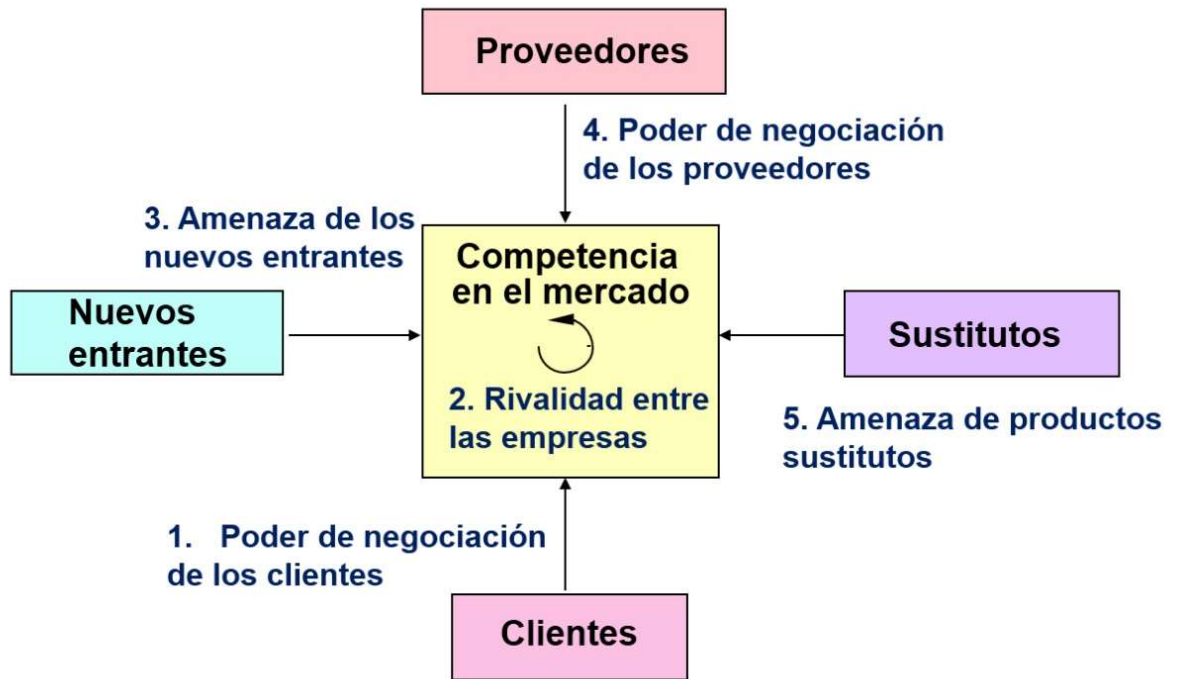 Proveedores
4. Poder de negociación
de los proveedores
3. Amenaza de los
nuevos entrantes
Competencia
en el mercado
Nuevos
entrantes
Sustitutos
2. Rivalidad entre
las empresas
5. Amenaza de productos
sustitutos
1. Poder de negociación
de los clientes
Clientes